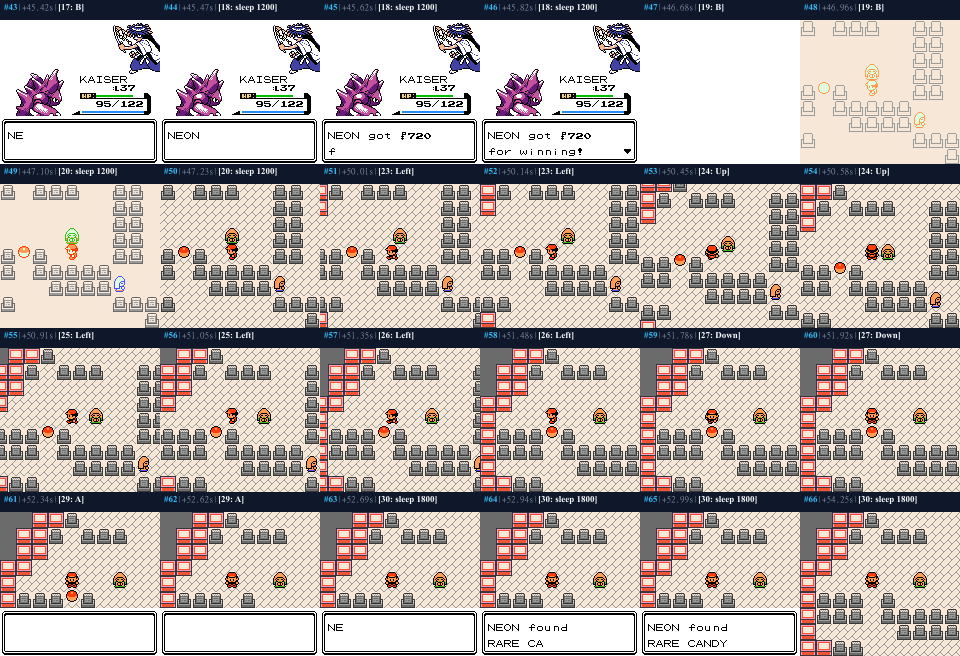 #43|+45.42s| [17: B]
#44|+45.47s| [18: sleep 1200]
#45|+45.62s| [18: sleep 1200]
#46|+45.82s| [18: sleep 1200]
#47|+46.68s| [19: B]
#48|+46.96s| [19: B]
KAISER
:L37
HP:
95/122
NE
KAISER
:L37
HP:
95/122
NEON
KAISER
:L37
HP:
95/122
NEON got ₽720
f
KAISER
:L37
HP:
95/122
NEON got ₽720
for winning!
#49|+47.10s| [20: sleep 1200]
#50|+47.23s| [20: sleep 1200]
#51|+50.01s| [23: Left]
#52|+50.14s| [23: Left]
#53|+50.45s| [24: Up]
#54|+50.58s| [24: Up]
#55|+50.91s| [25: Left]
#56|+51.05s| [25: Left]
#57|+51.35s| [26: Left]
#58|+51.48s| [26: Left]
#59|+51.78s| [27: Down]
#60|+51.92s| [27: Down]
#61|+52.34s| [29: A]
#62|+52.62s| [29: A]
#63|+52.69s| [30: sleep 1800]
#64|+52.94s| [30: sleep 1800]
#65|+52.99s| [30: sleep 1800]
#66|+54.25s| [30: sleep 1800]
NE
NEON found
RARE CA
NEON found
RARE CANDY